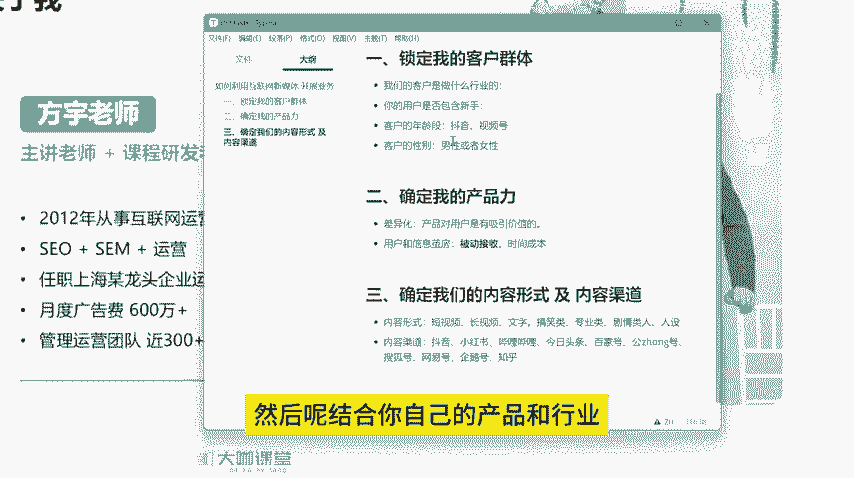 方宇老师
主讲老师 + 课程研发
• 2012年从事互联网运营
• SEO + SEM + 运营
• 任职上海某龙头企业运
• 月度广告费 600万+
• 管理运营团队 近300+
文件(F) 编辑(E) 段落(P) 格式(O) 视图(V) 主题(T) 帮助(H)
文件 大纲
如何利用互联网新媒体 开展业务
一、锁定我的客户群体
二、确定我的产品力
三、确定我们的内容形式 及
内容渠道
一、锁定我的客户群体
• 我们的客户是做什么行业的:
• 你的用户是否包含新手:
• 客户的年龄段: 抖音、视频号
• 客户的性别: 男性或者女性
二、确定我的产品力
• 差异化: 产品对用户是有吸引价值的。
• 用户和信息茧房: 被动接收、时间成本
三、确定我们的内容形式 及 内容渠道
• 内容形式: 短视频、长视频、文字, 搞笑类、专业类、剧情类人、人设
• 内容渠道: 抖音、小红书、哔哩哔哩、今日头条、百家号、公zhong号、
搜狐号、网易号、企鹅号、知乎
然后呢结合你自己的产品和行业
大咖课堂